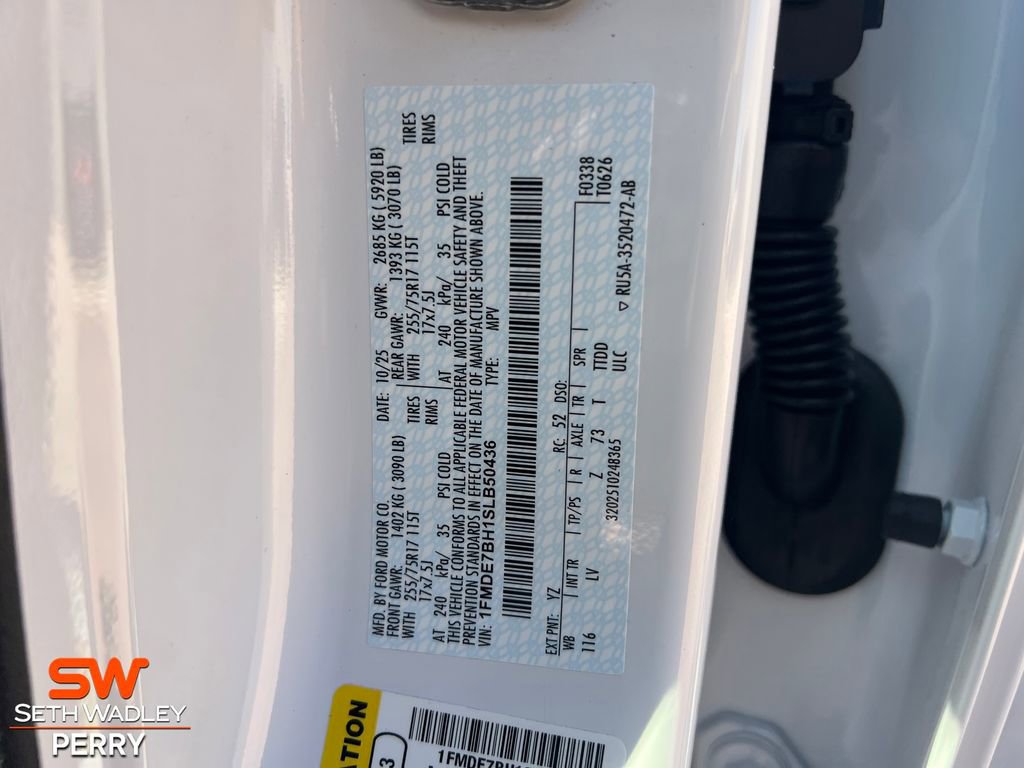 MFD. BY FORD MOTOR CO. DATE: 10/25 GVWR: 2685 KG ( 5920 LB)
FRONT GAWR: 1402 KG ( 3090 LB) REAR GAWR: 1393 KG ( 3070 LB)
WITH 255/75R17 115T TIRES WITH 255/75R17 115T TIRES
17x7.5J RIMS 17x7.5J RIMS
AT 240 kPa/ 35 PSI COLD AT 240 kPa/ 35 PSI COLD
THIS VEHICLE CONFORMS TO ALL APPLICABLE FEDERAL MOTOR VEHICLE SAFETY AND THEFT
PREVENTION STANDARDS IN EFFECT ON THE DATE OF MANUFACTURE SHOWN ABOVE.
VIN: 1FMDE7BH1SLB50436 TYPE: MPV
EXT PNT: YZ RC: 52 DSO: F0338
WB | INT TR | TP/PS | R | AXLE | TR | SPR | T0626
116 LV Z 73 T TTDD
320251024B365 ULC
▽ RU5A-3520472-AB
SW
SETH WADLEY
PERRY